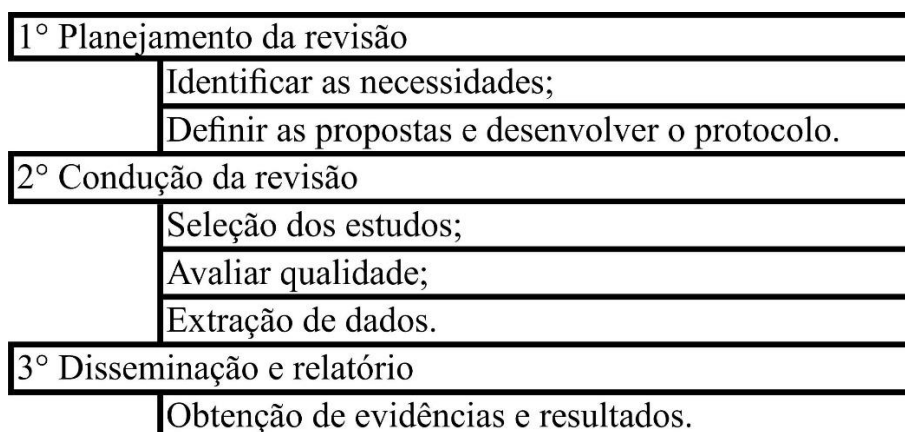 1° Planejamento da revisão
Identificar as necessidades;
Definir as propostas e desenvolver o protocolo.
2° Condução da revisão
Seleção dos estudos;
Avaliar qualidade;
Extração de dados.
3° Disseminação e relatório
Obtenção de evidências e resultados.